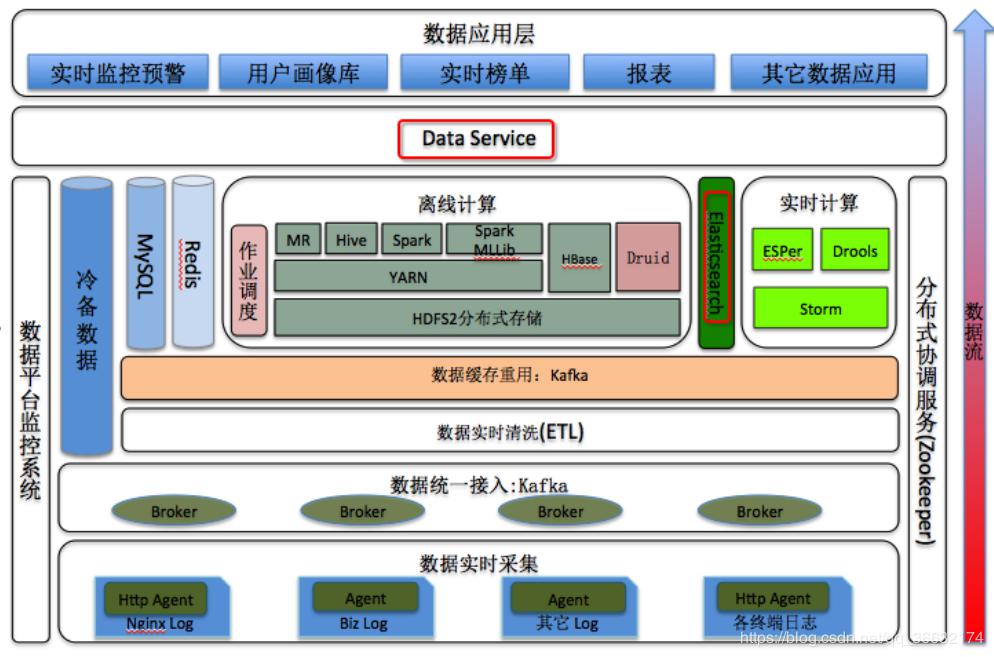 数据应用层
实时监控预警
用户画像库
实时榜单
报表
其它数据应用
Data Service
数据平台监控系统
冷备数据
MySQL
Redis
离线计算
作业调度
MR
Hive
Spark
Spark
MLLib
HBase
Druid
YARN
HDFS2分布式存储
Elasticsearch
实时计算
ESPer
Drools
Storm
分布式协调服务(Zookeeper)
数据流
数据缓存重用：Kafka
数据实时清洗(ETL)
数据统一接入:Kafka
Broker
Broker
Broker
Broker
数据实时采集
Http Agent
Nginx Log
Agent
Biz Log
Agent
其它 Log
Http Agent
各终端日志
https://blog.csdn.net/qq_36632174